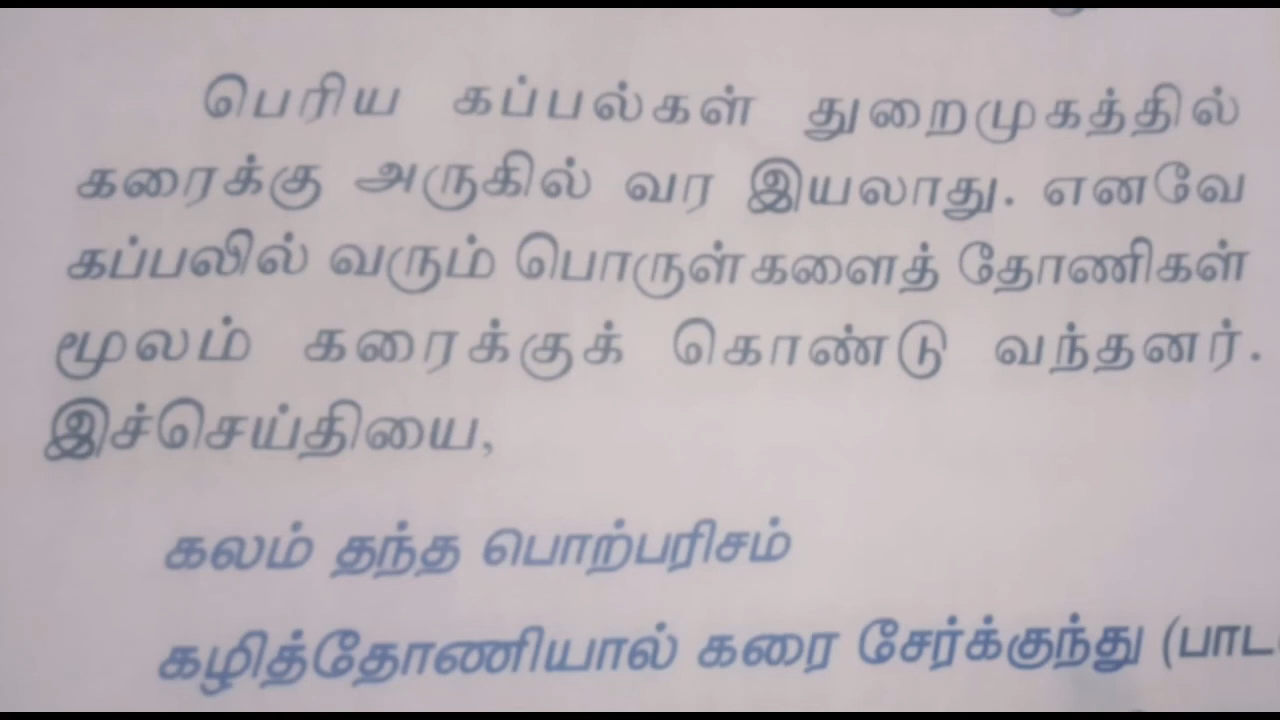 பெரிய கப்பல்கள் துறைமுகத்தில்
கரைக்கு அருகில் வர இயலாது. எனவே
கப்பலில் வரும் பொருள்களைத் தோணிகள்
மூலம் கரைக்குக் கொண்டு வந்தனர்.
இச்செய்தியை,
கலம் தந்த பொற்பரிசம்
கழித்தோணியால் கரை சேர்க்குந்து (பாட